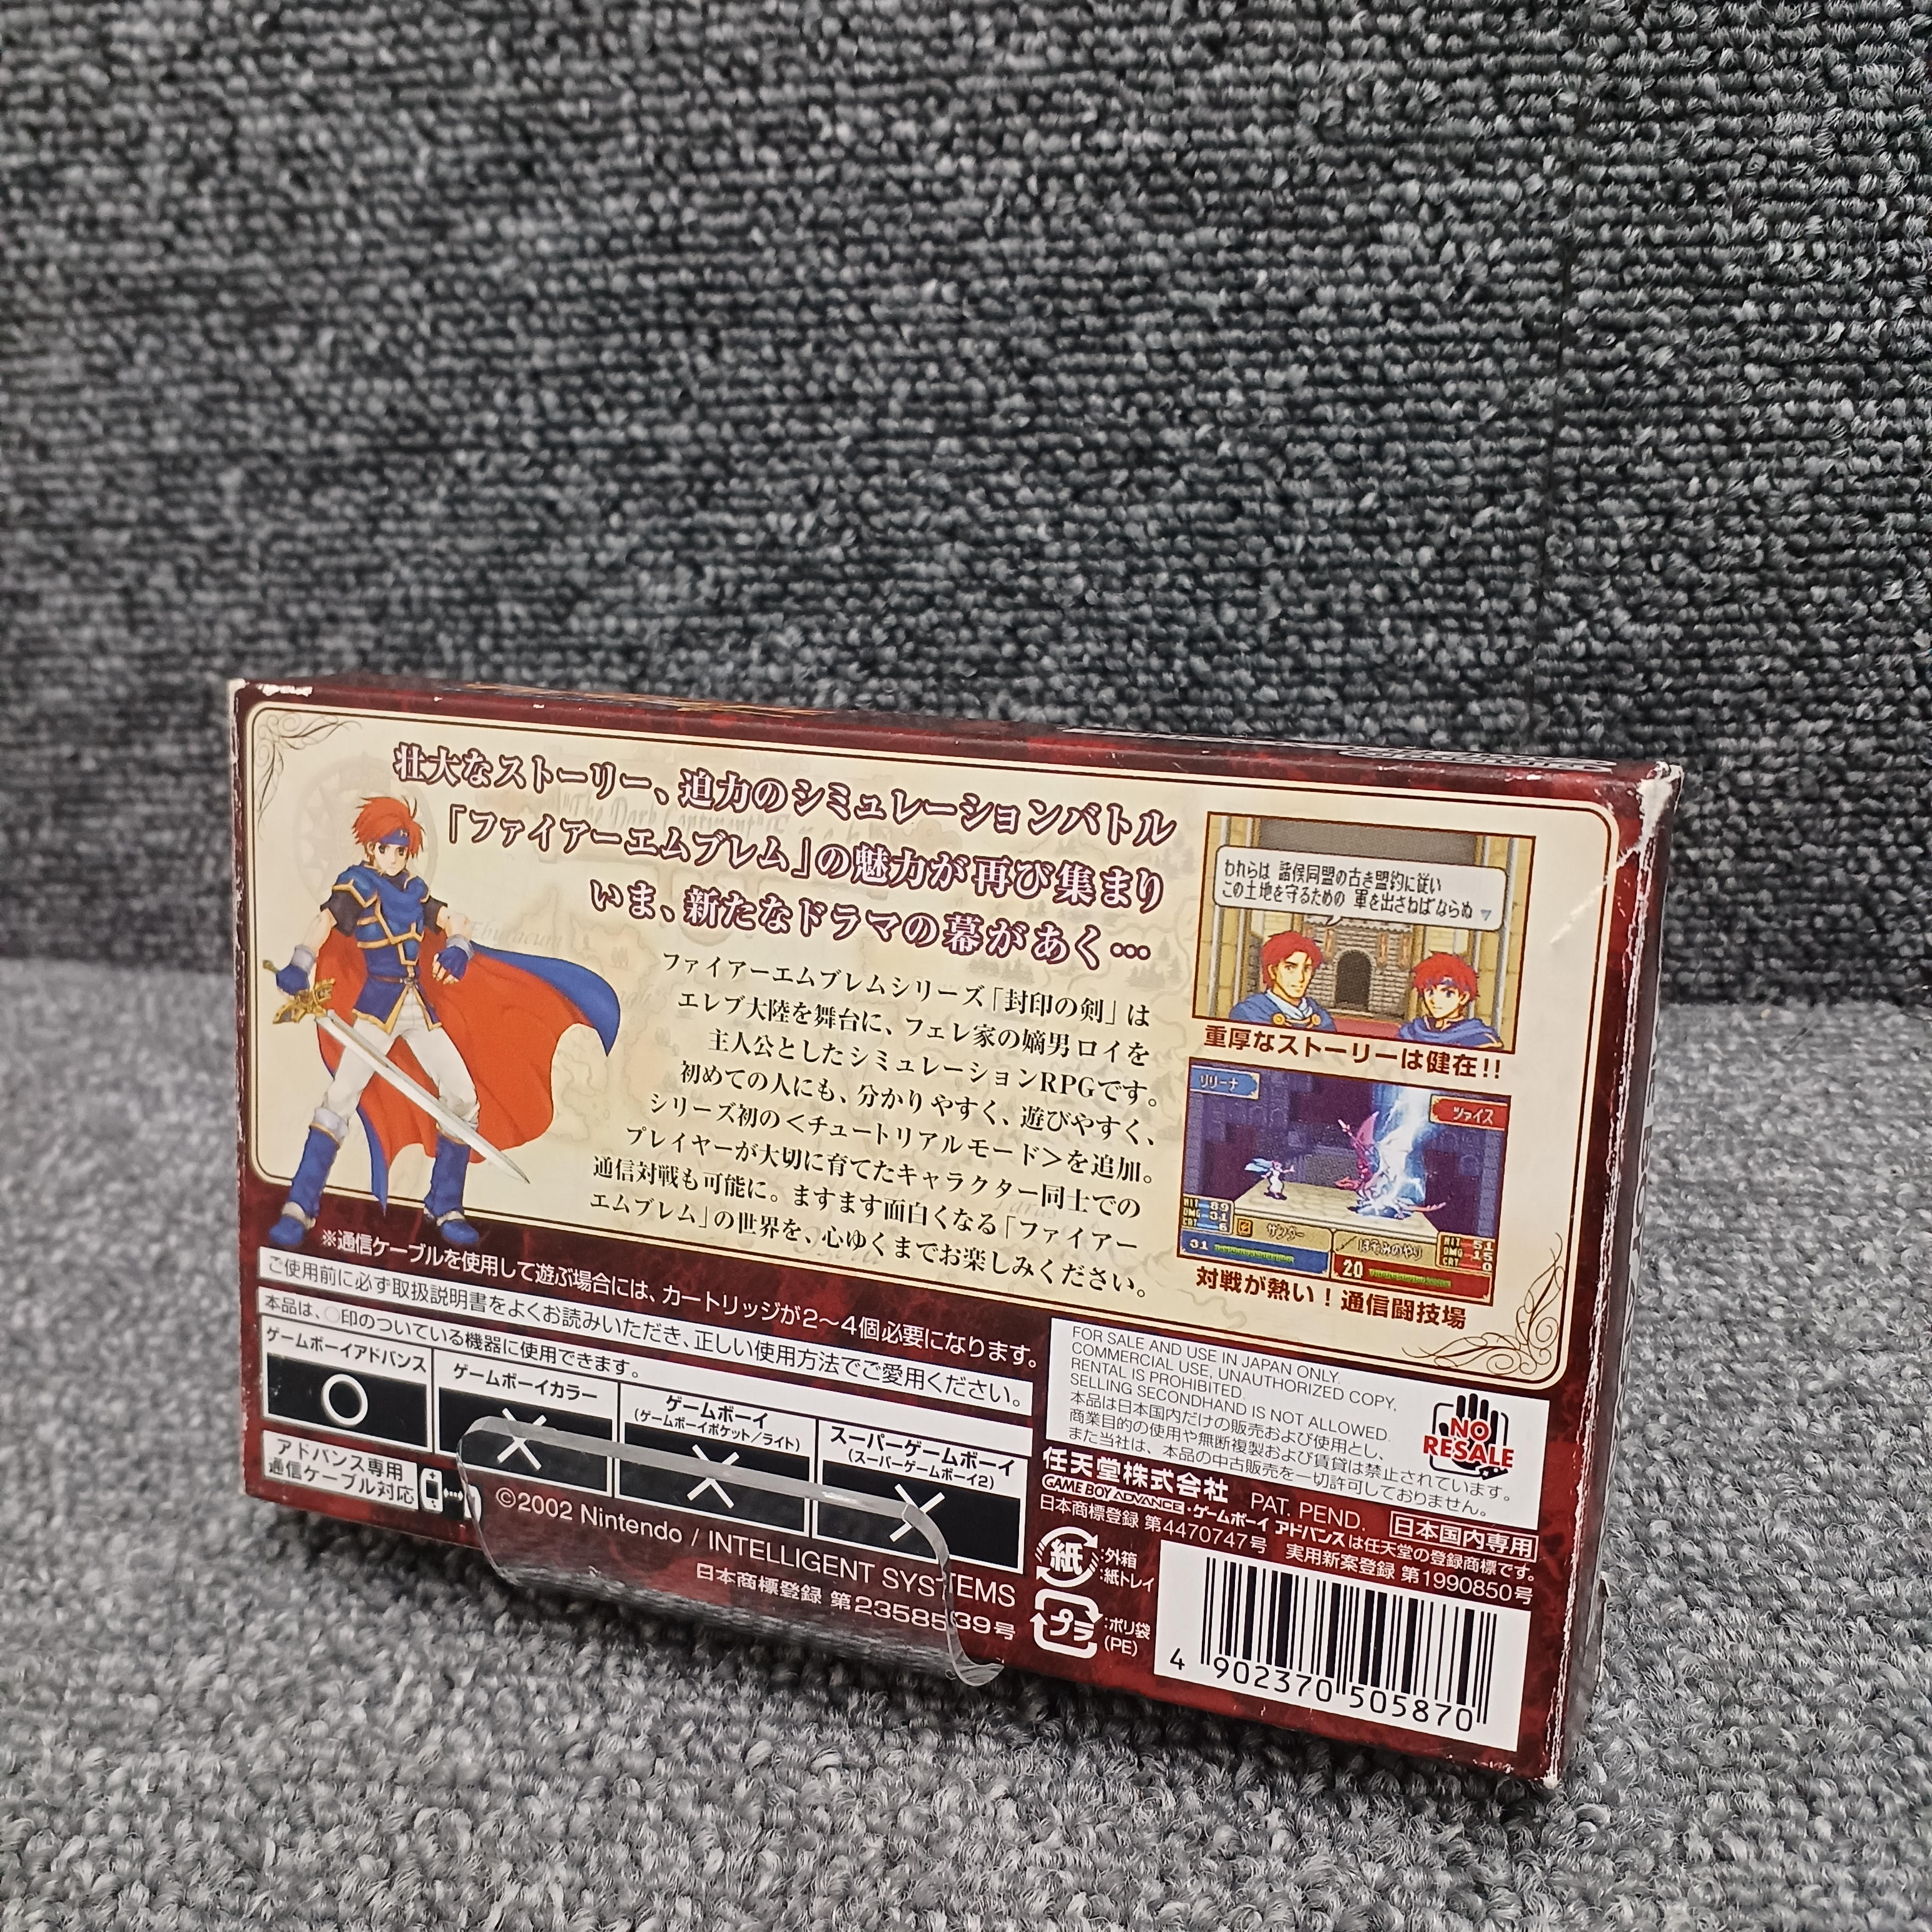 壮大なストーリー、迫力のシミュレーションバトル
「ファイアーエムブレム」の魅力が再び集まり
いま、新たなドラマの幕があく…
ファイアーエムブレムシリーズ「封印の剣」は
エレブ大陸を舞台に、フェレ家の嫡男ロイを
主人公としたシミュレーションRPGです。
初めての人にも、分かりやすく、遊びやすく、
シリーズ初の<チュートリアルモード>を追加。
プレイヤーが大切に育てたキャラクター同士での
通信対戦も可能に。ますます面白くなる「ファイアー
エムブレム」の世界を、心ゆくまでお楽しみください。
われらは 諸侯同盟の古き盟約に従い
この土地を守るための 軍を出さねばならぬ
重厚なストーリーは健在!!
リリーナ
ツァイス
HIT 89
DMG 31
CRT 6
サンダー
31
ほそみのやり
20
HIT 51
DMG 15
CRT 0
対戦が熱い!通信闘技場
※通信ケーブルを使用して遊ぶ場合には、カートリッジが2〜4個必要になります。
ご使用前に必ず取扱説明書をよくお読みいただき、正しい使用方法でご愛用ください。
本品は、○印のついている機器に使用できます。
ゲームボーイアドバンス
ゲームボーイカラー
ゲームボーイ
(ゲームボーイポケット/ライト)
スーパーゲームボーイ
(スーパーゲームボーイ2)
アドバンス専用
通信ケーブル対応
©2002 Nintendo / INTELLIGENT SYSTEMS
日本商標登録 第2358539号
FOR SALE AND USE IN JAPAN ONLY.
COMMERCIAL USE, UNAUTHORIZED COPY,
RENTAL IS PROHIBITED.
SELLING SECONDHAND IS NOT ALLOWED.
本品は日本国内だけの販売および使用とし、
商業目的の使用や無断複製および賃貸は禁止されています。
また当社は、本品の中古販売を一切許可しておりません。
NO
RESALE
任天堂株式会社 PAT. PEND. 日本国内専用
GAME BOY ADVANCE・ゲームボーイ アドバンスは任天堂の登録商標です。
日本商標登録 第4470747号 実用新案登録 第1990850号
紙 :外箱
:紙トレイ
プラ :ポリ袋
(PE)
4 902370 505870